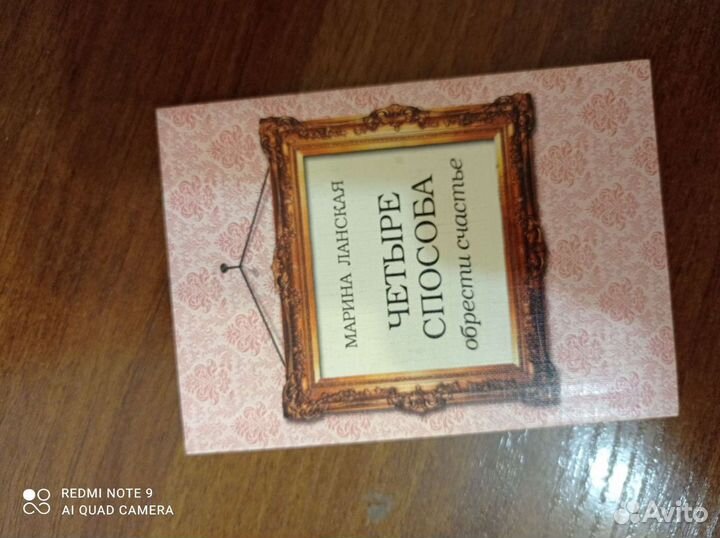 МАРИНА ЛАНСКАЯ
ЧЕТЫРЕ
СПОСОБА
обрести счастье
REDMI NOTE 9
AI QUAD CAMERA
Avito